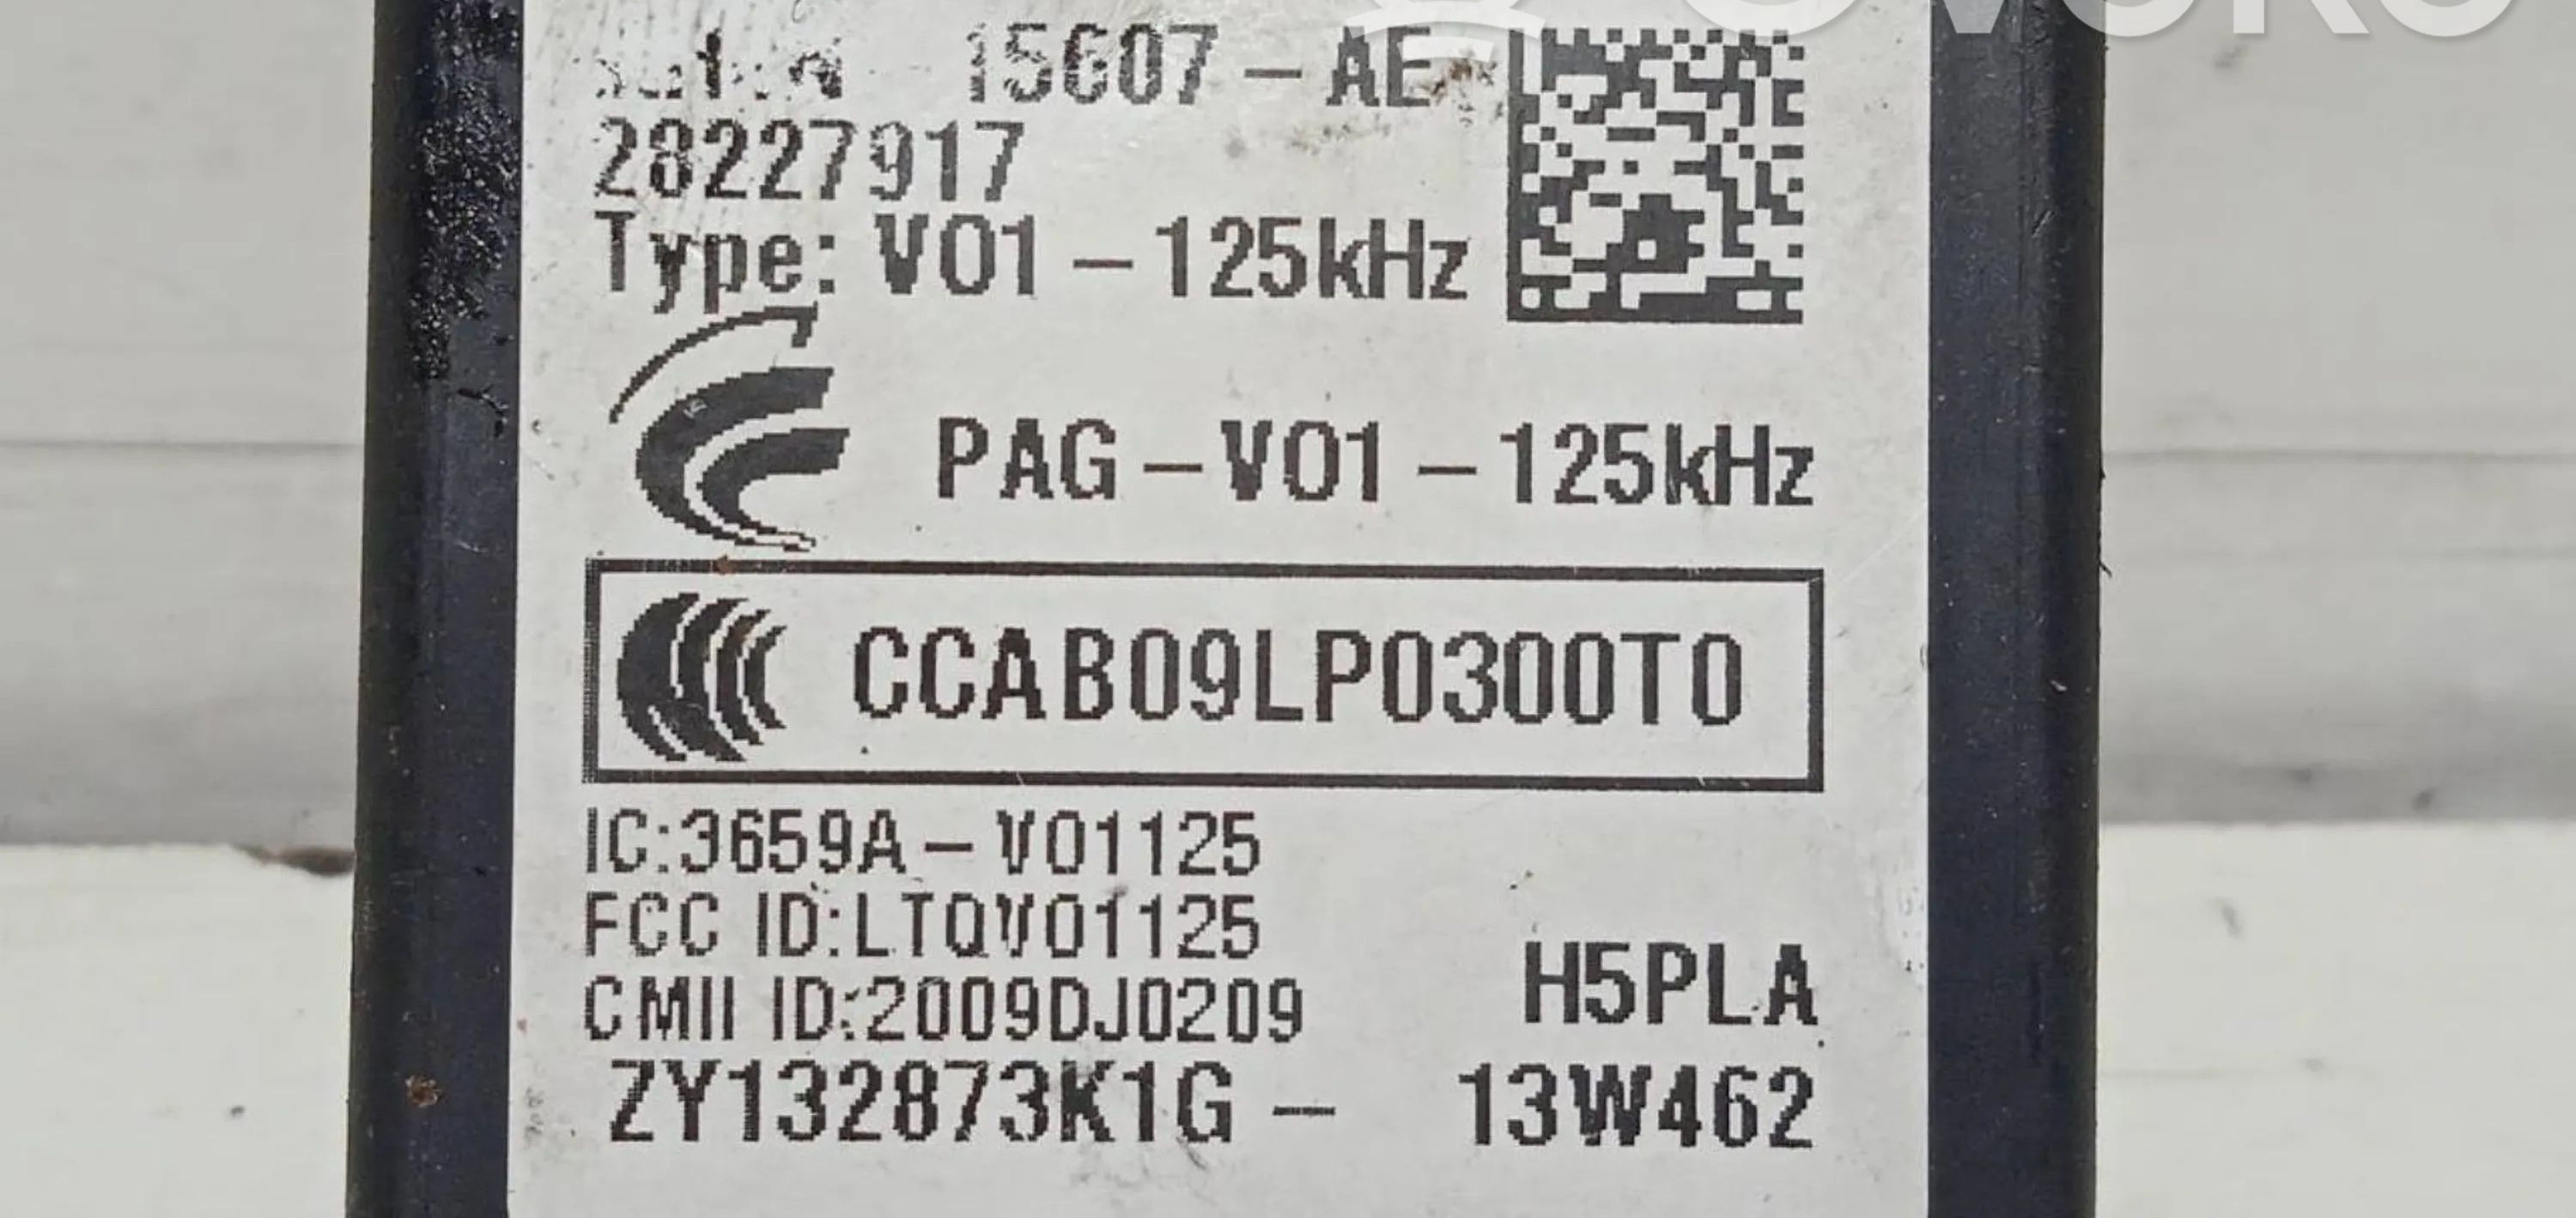 15607-AE
28227917
Type: V01-125kHz
PAG-V01-125kHz
CCAB09LP0300T0
IC:3659A-V01125
FCC ID:LTQV01125
CMII ID:2009DJ0209
H5PLA
ZY132873K1G- 13W462